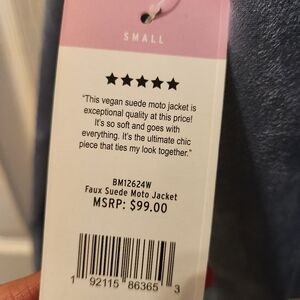 SMALL
★★★★★
"This vegan suede moto jacket is
exceptional quality at this price!
It's so soft and goes with
everything. It's the ultimate chic
piece that ties my look together."
BM12624W
Faux Suede Moto Jacket
MSRP: $99.00
1 92115 86365 3